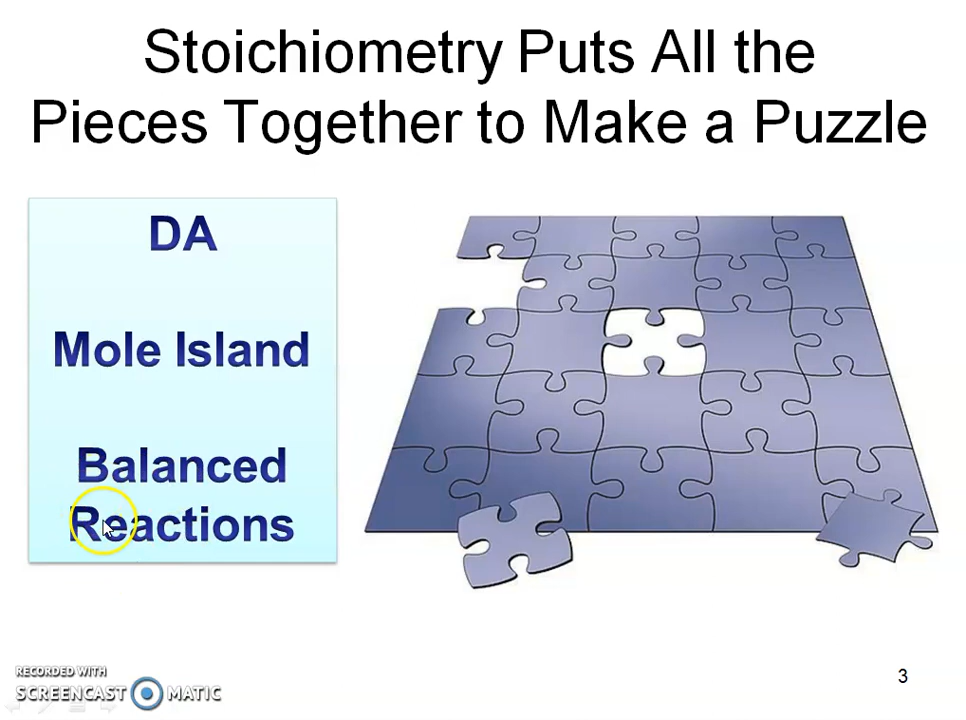 Stoichiometry Puts All the
Pieces Together to Make a Puzzle
DA
Mole Island
Balanced
Reactions
RECORDED WITH
SCREENCAST MATIC
3